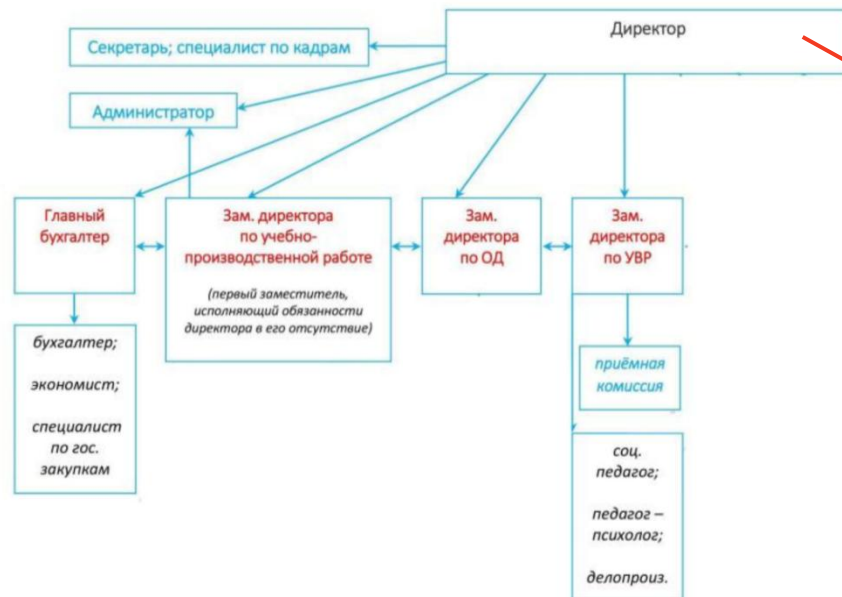 Директор
Секретарь; специалист по кадрам
Администратор
Главный
бухгалтер
Зам. директора
по учебно-
производственной работе
(первый заместитель,
исполняющий обязанности
директора в его отсутствие)
Зам.
директора
по ОД
Зам.
директора
по УВР
бухгалтер;
экономист;
специалист
по гос.
закупкам
приёмная
комиссия
соц.
педагог;
педагог –
психолог;
делопроиз.